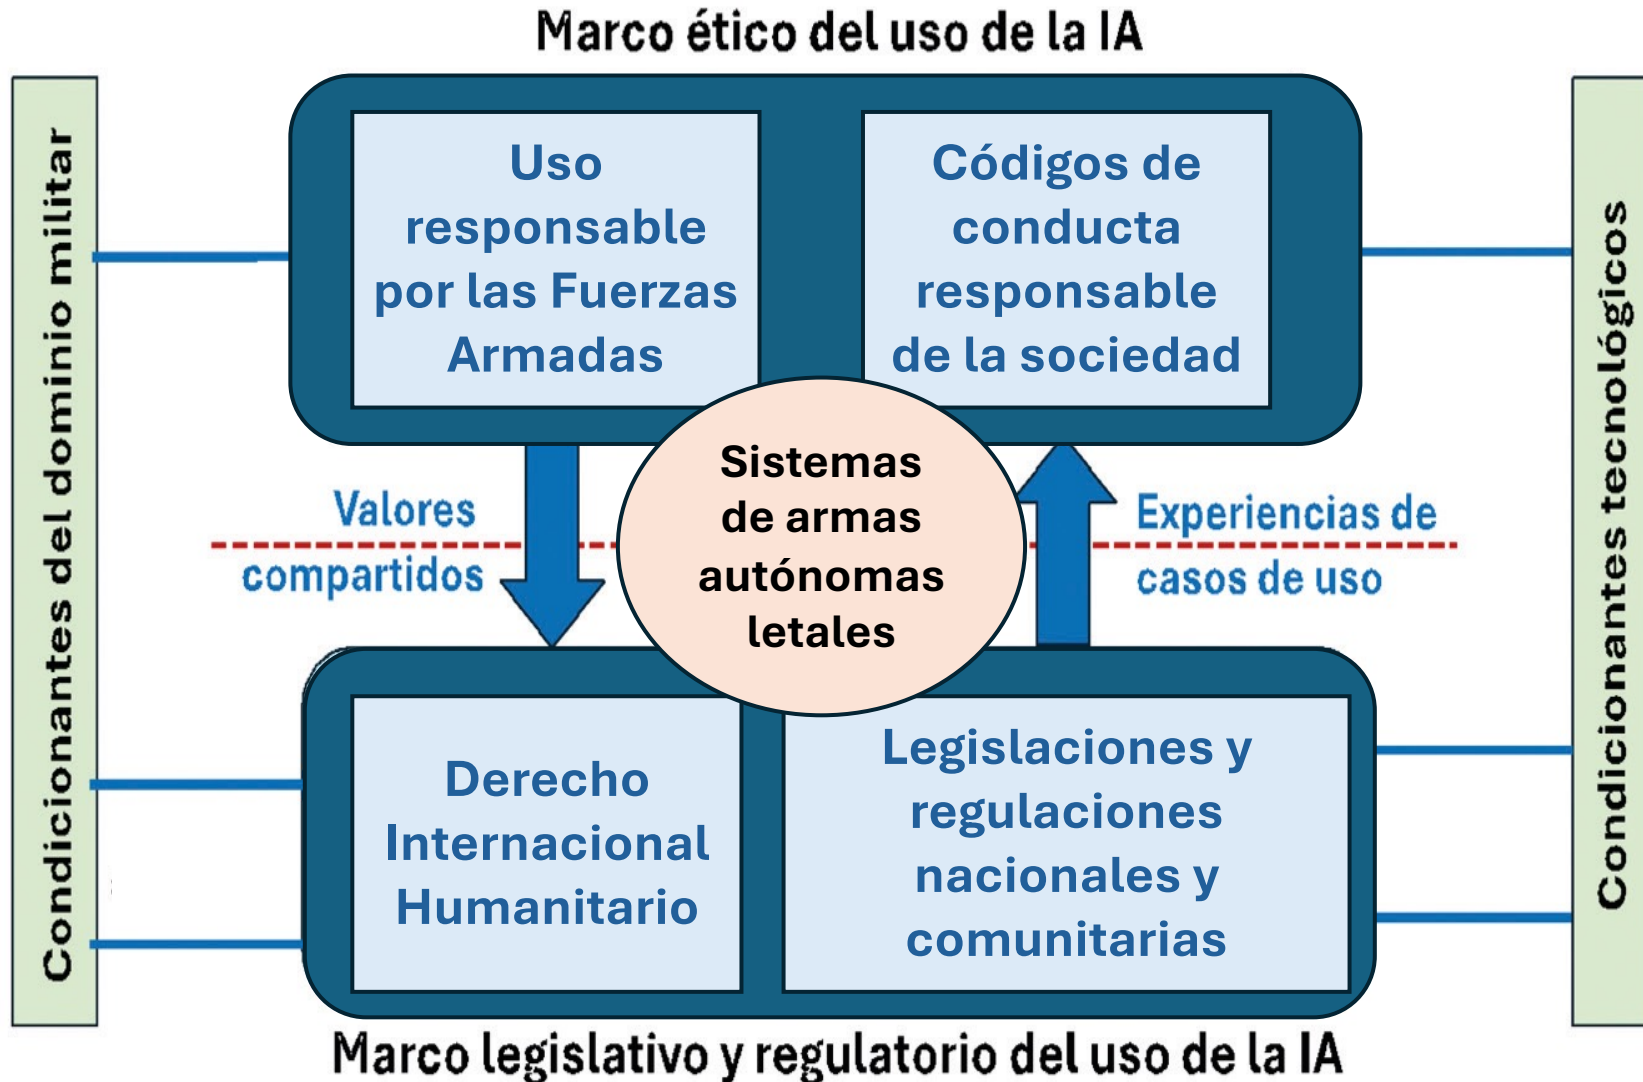 Marco ético del uso de la IA
Condicionantes del dominio militar
Uso
responsable
por las Fuerzas
Armadas
Códigos de
conducta
responsable
de la sociedad
Condicionantes tecnológicos
Valores
compartidos
Sistemas
de armas
autónomas
letales
Experiencias de
casos de uso
Derecho
Internacional
Humanitario
Legislaciones y
regulaciones
nacionales y
comunitarias
Marco legislativo y regulatorio del uso de la IA